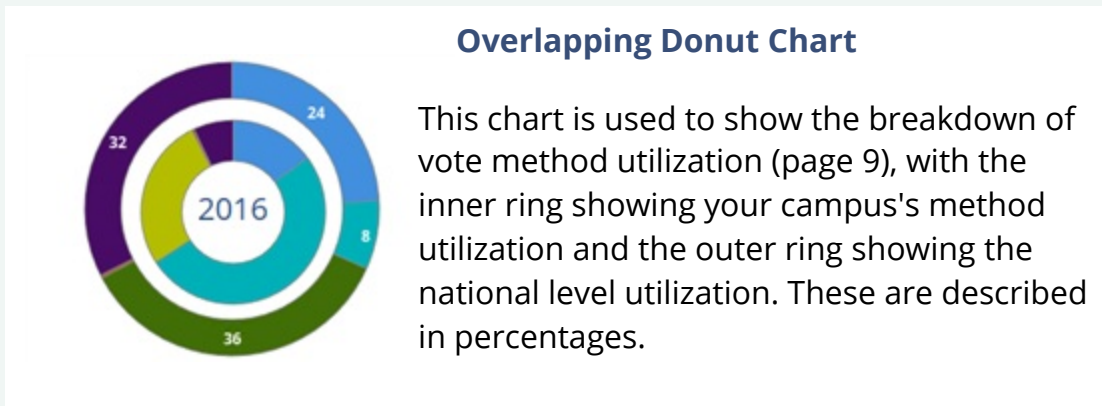 Overlapping Donut Chart
24
32
2016
8
36
This chart is used to show the breakdown of
vote method utilization (page 9), with the
inner ring showing your campus's method
utilization and the outer ring showing the
national level utilization. These are described
in percentages.